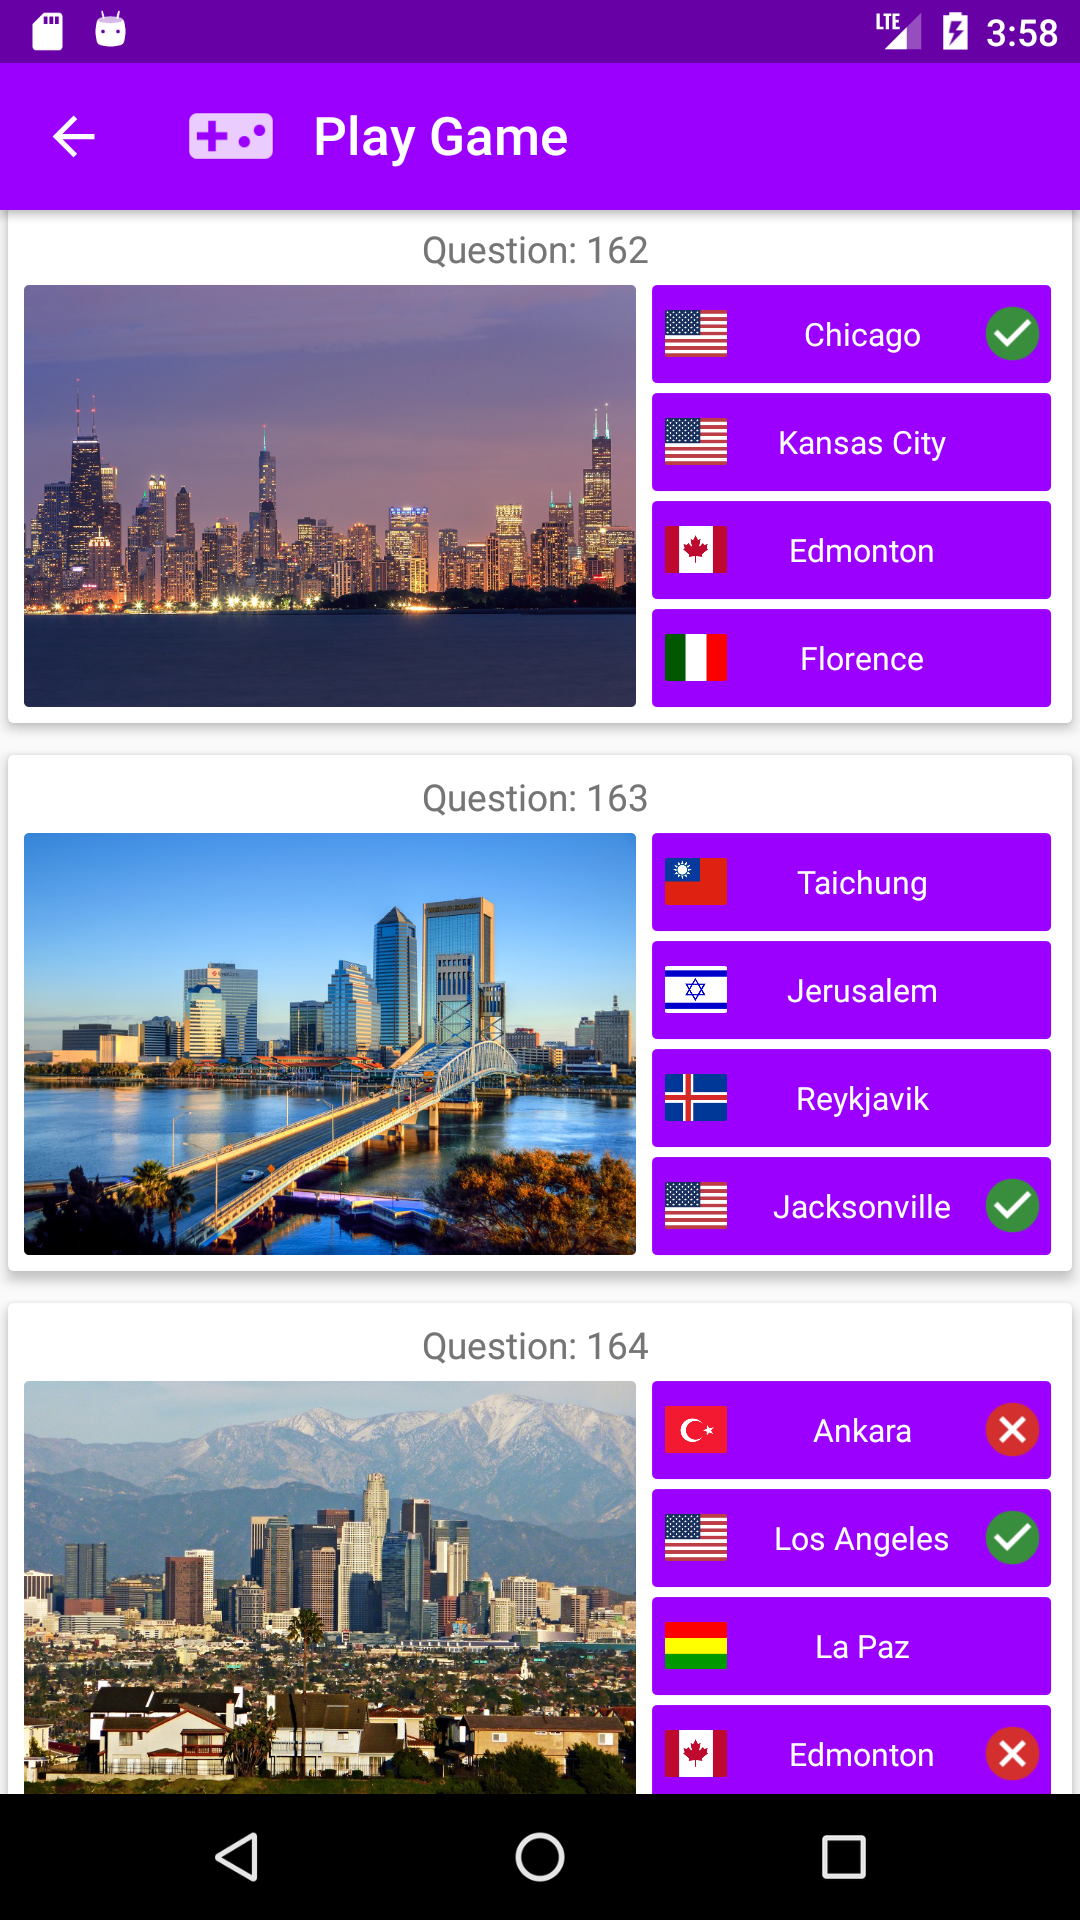 LTE
3:58
Play Game
Question: 162
Chicago
Kansas City
Edmonton
Florence
Question: 163
Taichung
Jerusalem
Reykjavik
Jacksonville
Question: 164
Ankara
Los Angeles
La Paz
Edmonton